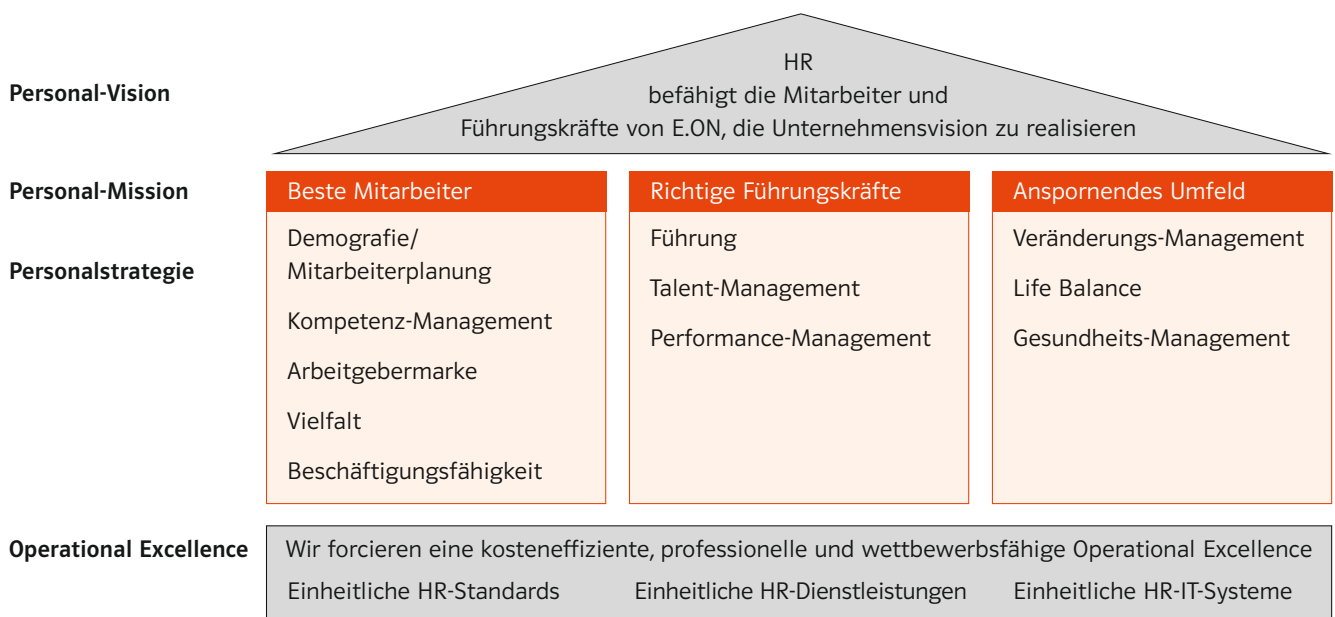 Personal-Vision
HR
befähigt die Mitarbeiter und
Führungskräfte von E.ON, die Unternehmensvision zu realisieren
Personal-Mission
Beste Mitarbeiter
Richtige Führungskräfte
Anspornendes Umfeld
Personalstrategie
Demografie/
Mitarbeiterplanung
Kompetenz-Management
Arbeitgebermarke
Vielfalt
Beschäftigungsfähigkeit
Führung
Talent-Management
Performance-Management
Veränderungs-Management
Life Balance
Gesundheits-Management
Operational Excellence
Wir forcieren eine kosteneffiziente, professionelle und wettbewerbsfähige Operational Excellence
Einheitliche HR-Standards
Einheitliche HR-Dienstleistungen
Einheitliche HR-IT-Systeme